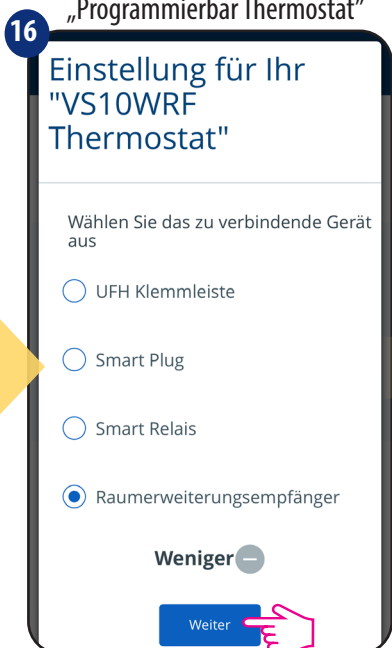 „Programmierbar Thermostat”
16
Einstellung für Ihr
"VS10WRF
Thermostat"
Wählen Sie das zu verbindende Gerät
aus
UFH Klemmleiste
Smart Plug
Smart Relais
Raumerweiterungsempfänger
Weniger
Weiter